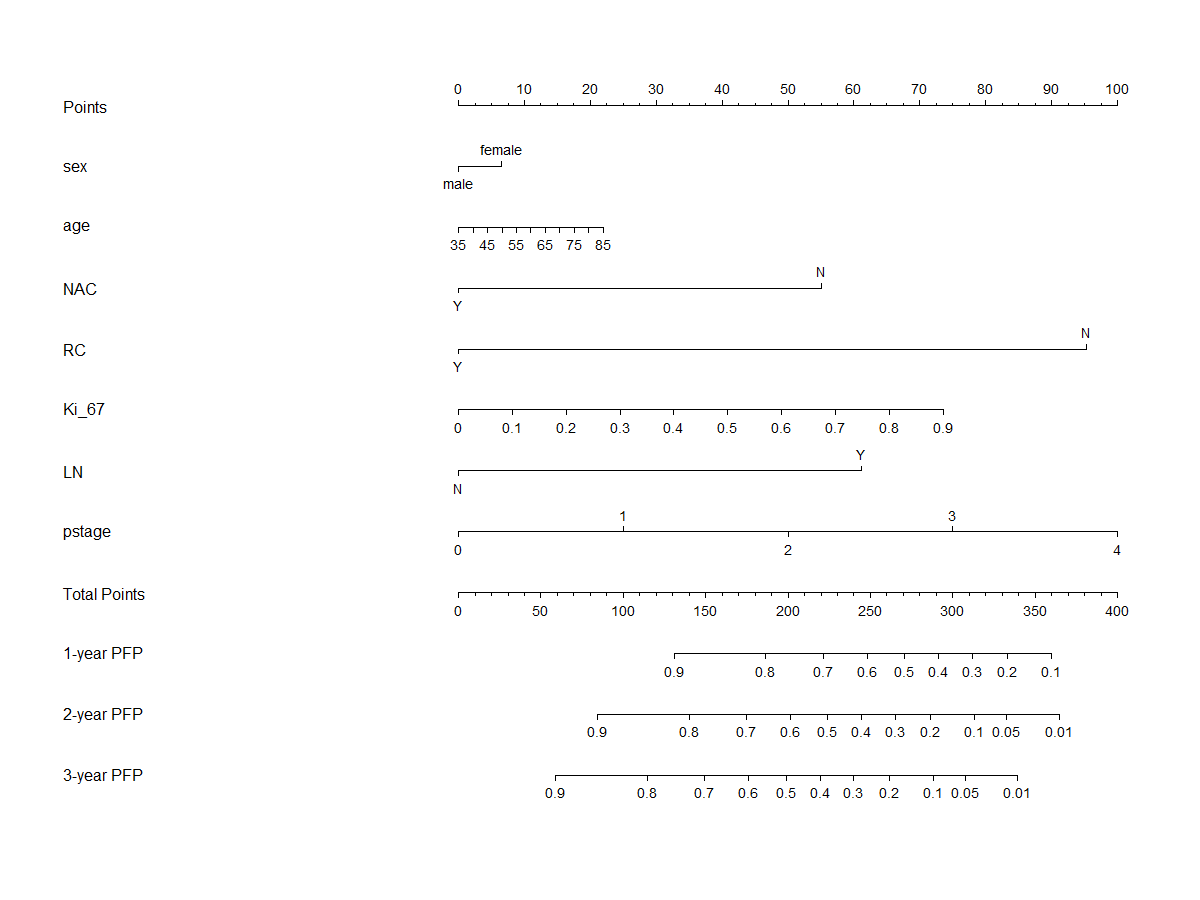 0 10 20 30 40 50 60 70 80 90 100
Points
female
sex
male
age
35 45 55 65 75 85
N
NAC
Y
N
RC
Y
Ki_67
0 0.1 0.2 0.3 0.4 0.5 0.6 0.7 0.8 0.9
Y
LN
N
1 3
pstage
0 2 4
Total Points
0 50 100 150 200 250 300 350 400
1-year PFP
0.9 0.8 0.7 0.6 0.5 0.4 0.3 0.2 0.1
2-year PFP
0.9 0.8 0.7 0.6 0.5 0.4 0.3 0.2 0.1 0.05 0.01
3-year PFP
0.9 0.8 0.7 0.6 0.5 0.4 0.3 0.2 0.1 0.05 0.01